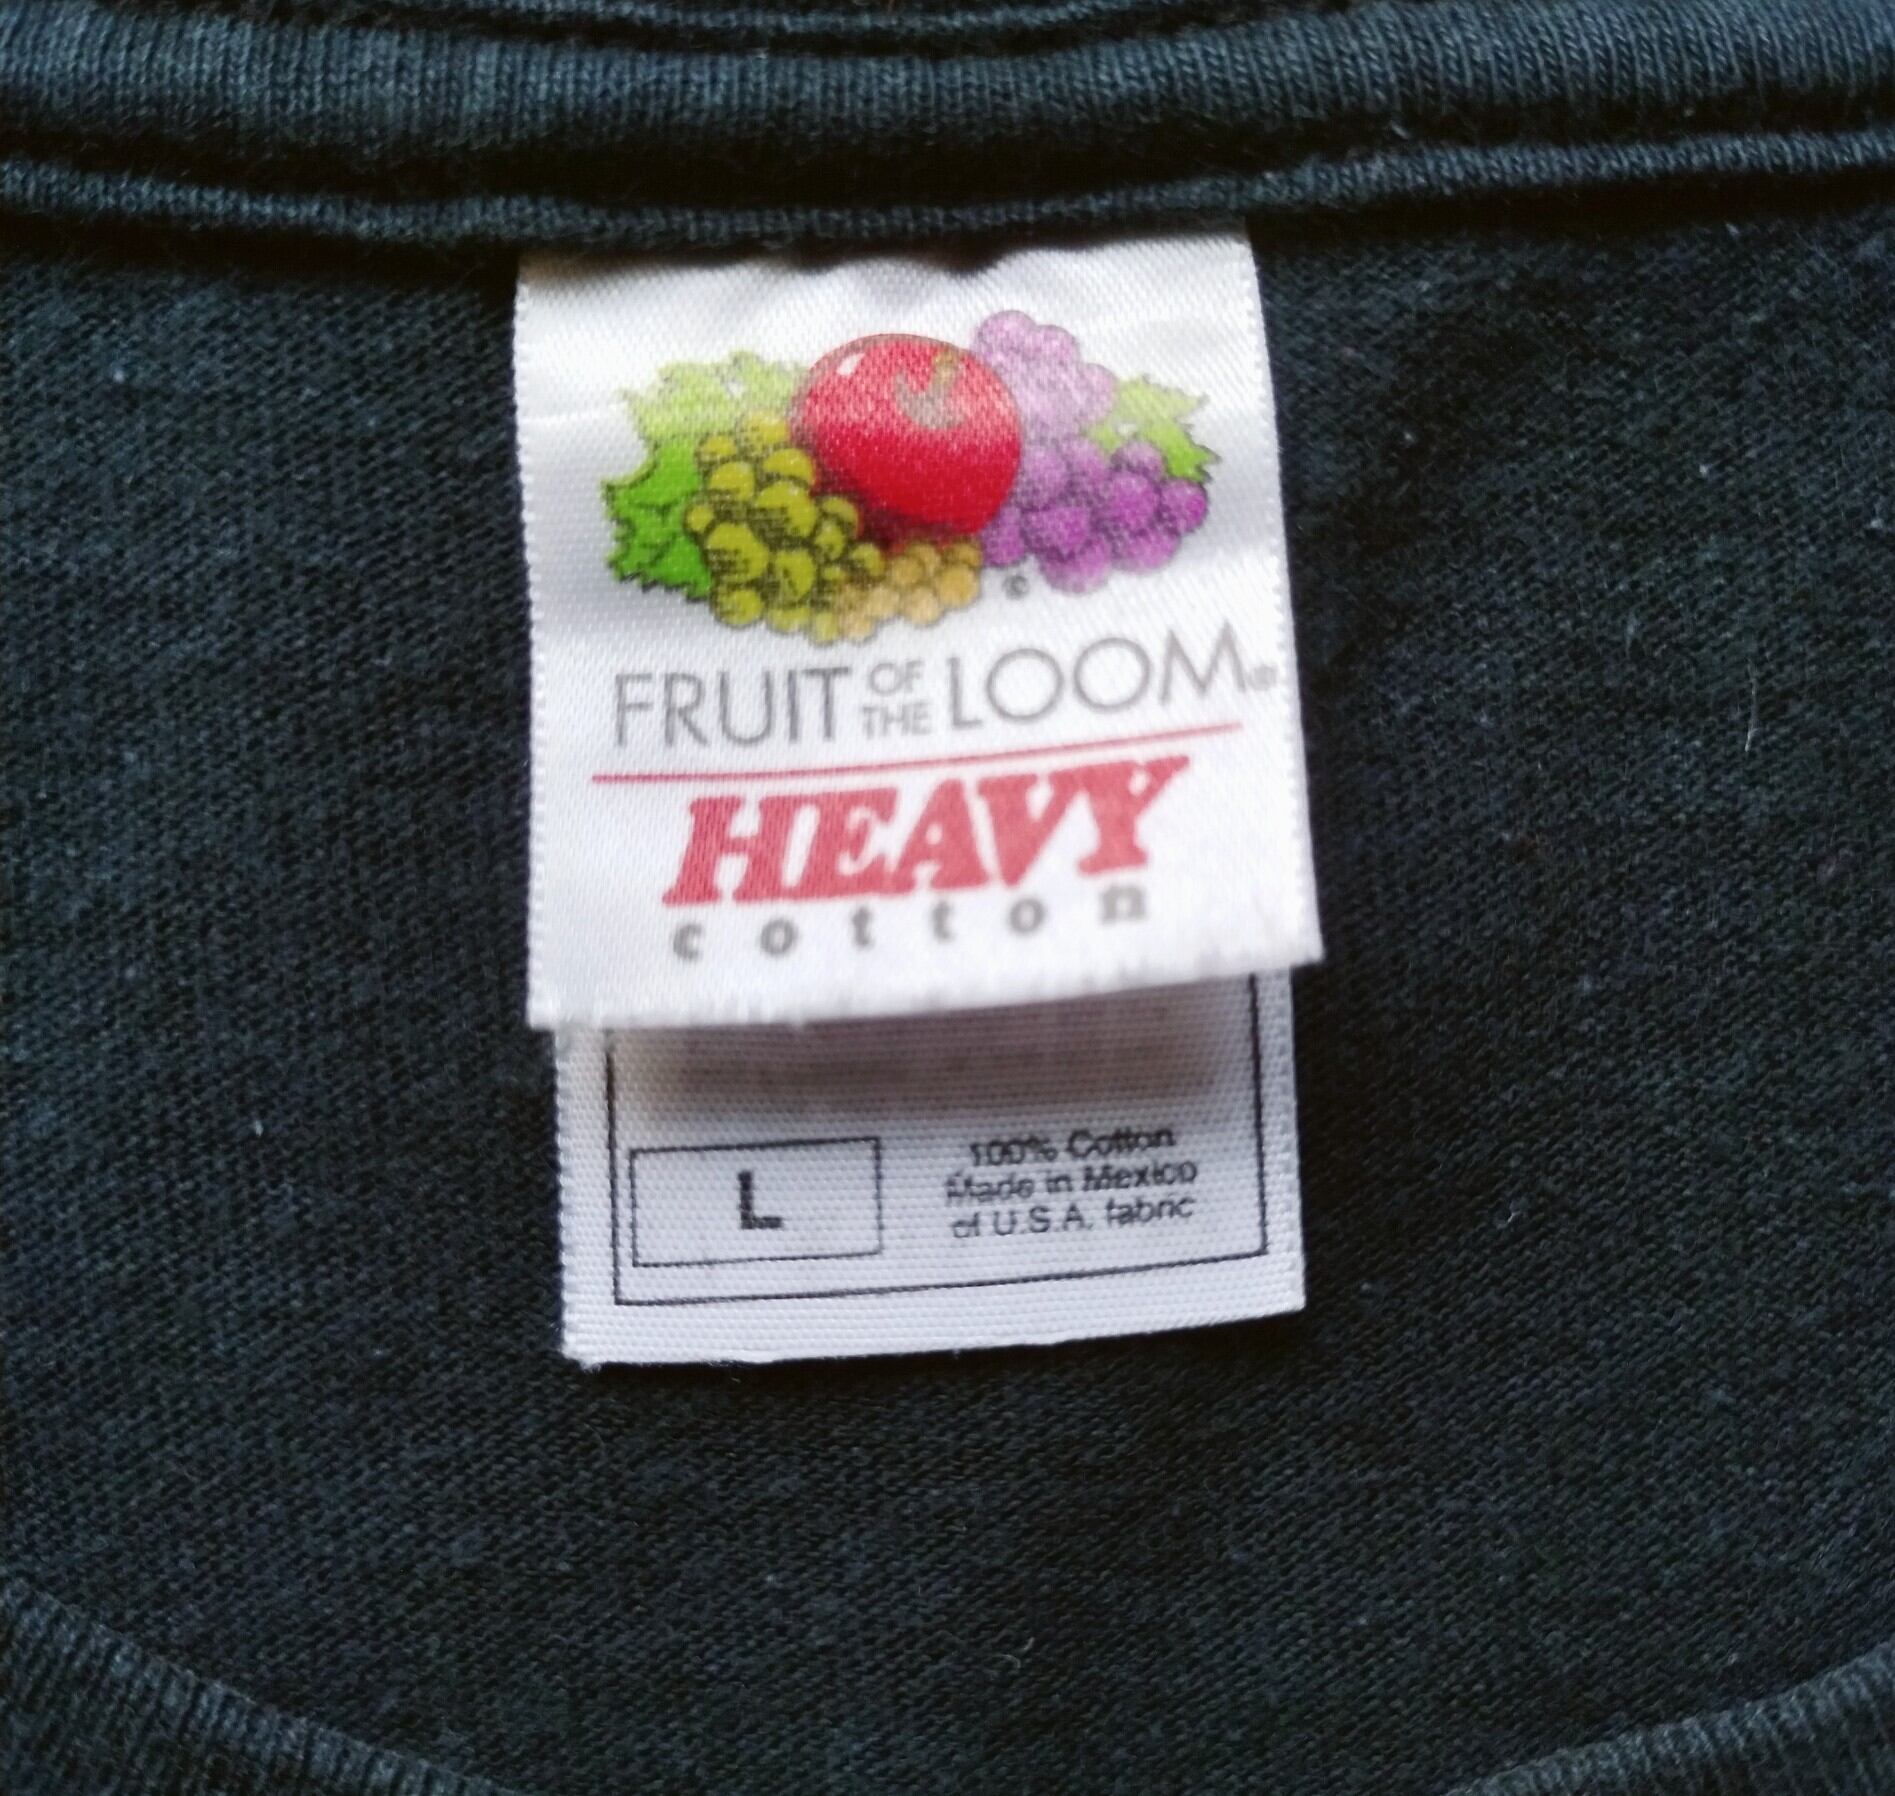 FRUIT OF THE LOOM®
HEAVY
cotton
L
100% Cotton
Made in Mexico
of U.S.A. fabric